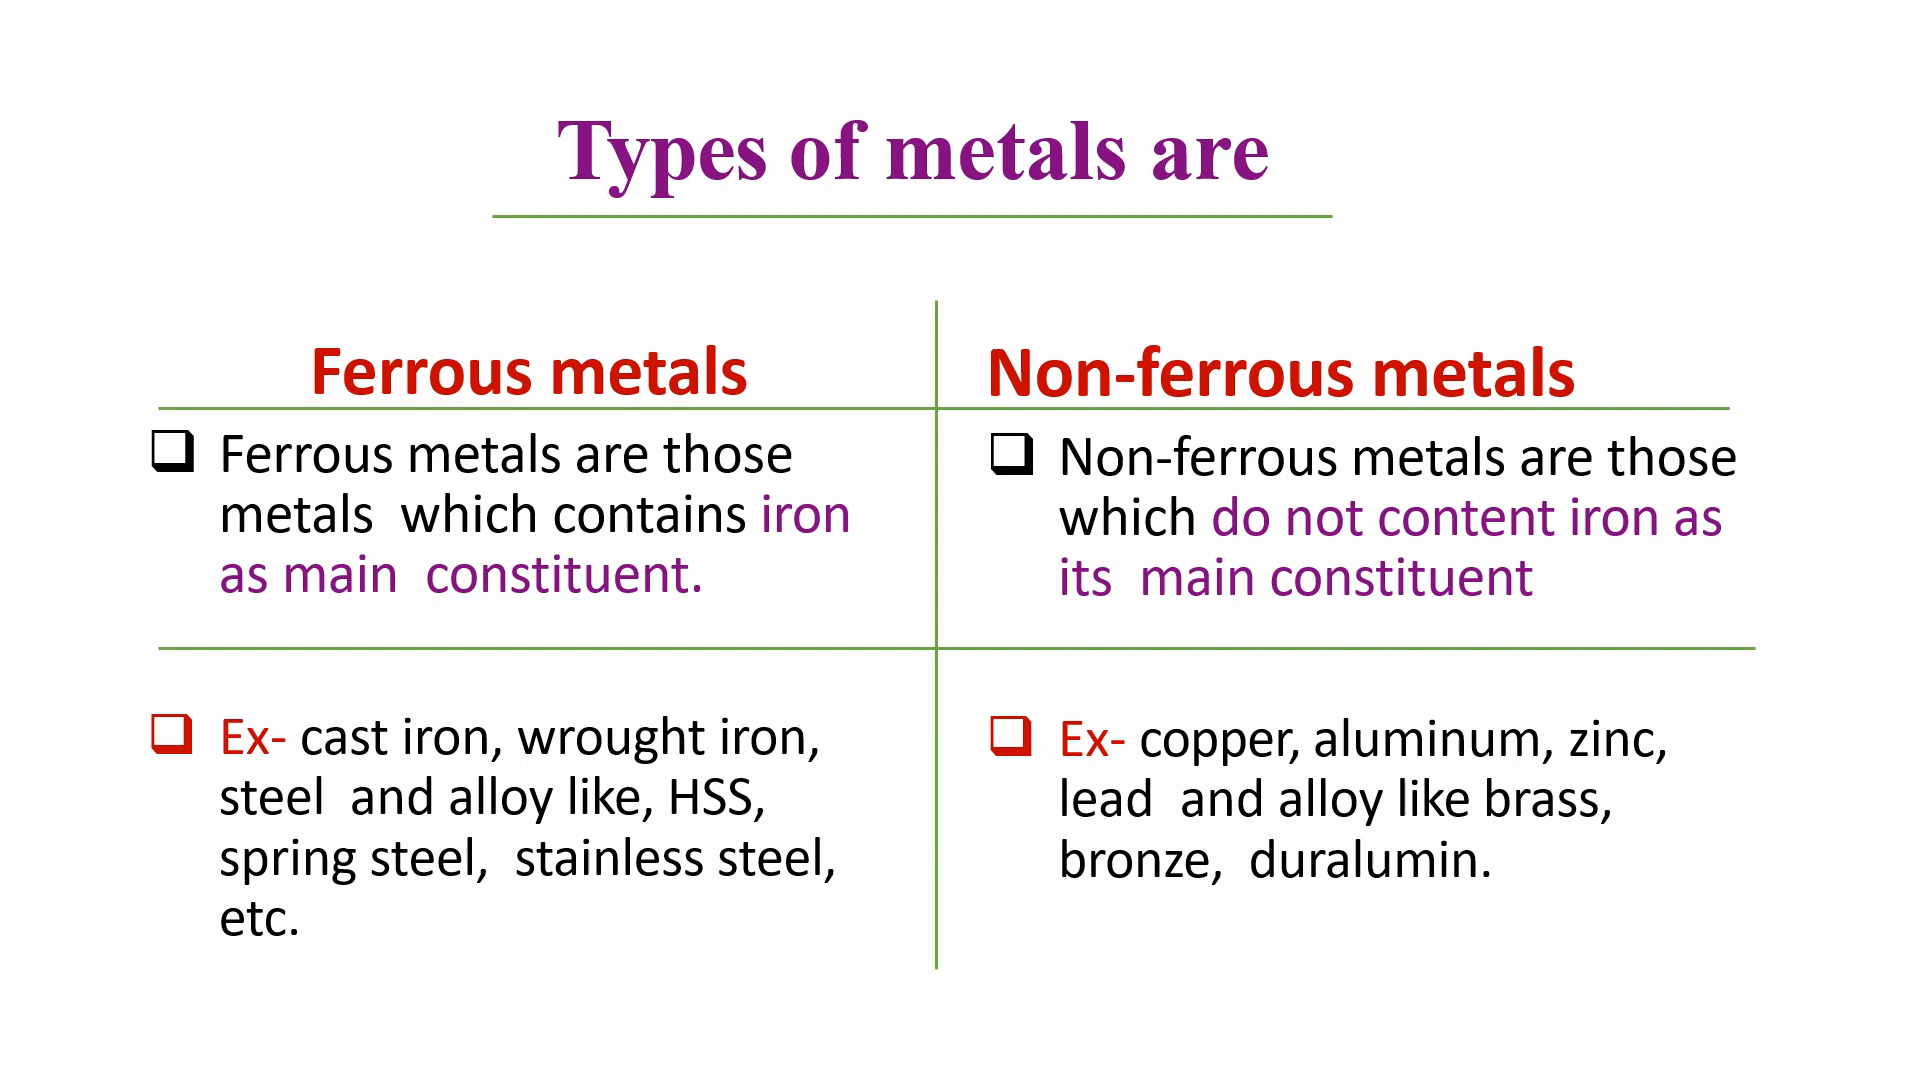 Types of metals are
Ferrous metals
Ferrous metals are those
metals which contains iron
as main constituent.
Ex- cast iron, wrought iron,
steel and alloy like, HSS,
spring steel, stainless steel,
etc.
Non-ferrous metals
Non-ferrous metals are those
which do not content iron as
its main constituent
Ex- copper, aluminum, zinc,
lead and alloy like brass,
bronze, duralumin.